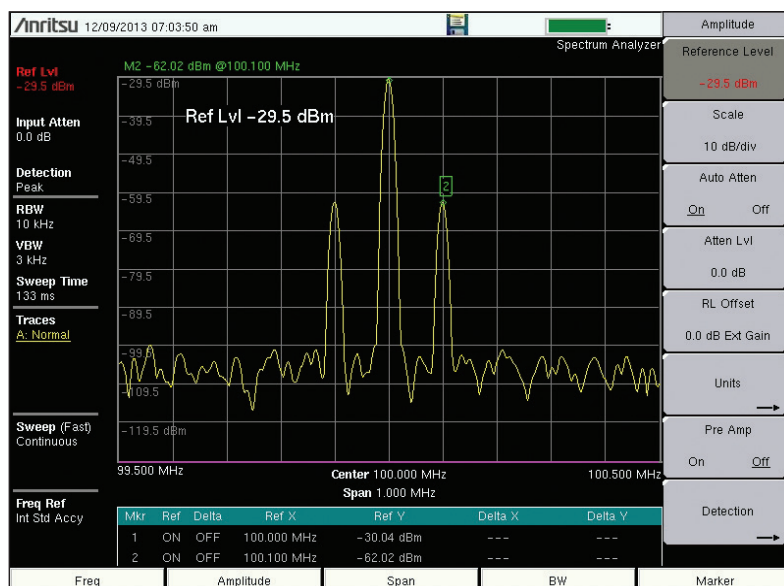 Anritsu 12/09/2013 07:03:50 am
Spectrum Analyzer
M2 -62.02 dBm @100.100 MHz
Ref Lvl
-29.5 dBm
Input Atten
0.0 dB
Detection
Peak
RBW
10 kHz
VBW
3 kHz
Sweep Time
133 ms
Traces
A: Normal
Sweep (Fast)
Continuous
Freq Ref
Int Std Accy
-29.5 dBm
Ref Lvl -29.5 dBm
-39.5
-49.5
-59.5
2
-69.5
-79.5
-89.5
-99.5
-109.5
-119.5 dBm
99.500 MHz
Center 100.000 MHz
100.500 MHz
Span 1.000 MHz
Mkr Ref Delta Ref X Ref Y Delta X Delta Y
1 ON OFF 100.000 MHz -30.04 dBm --- ---
2 ON OFF 100.100 MHz -62.02 dBm --- ---
Amplitude
Reference Level
-29.5 dBm
Scale
10 dB/div
Auto Atten
On Off
Atten Lvl
0.0 dB
RL Offset
0.0 dB Ext Gain
Units
Pre Amp
On Off
Detection
Freq Amplitude Span BW Marker